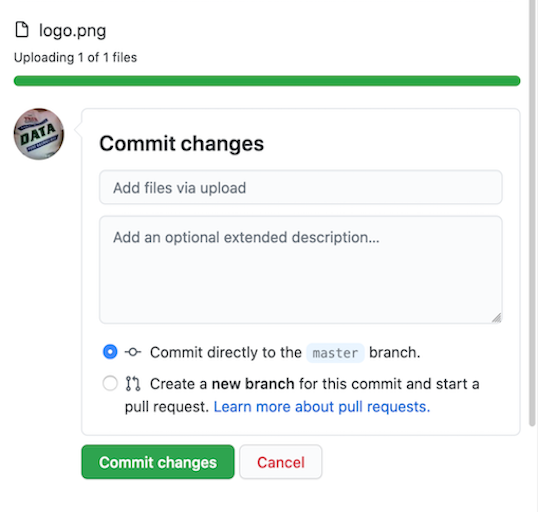 logo.png
Uploading 1 of 1 files
DATA
Commit changes
Add files via upload
Add an optional extended description...
Commit directly to the master branch.
Create a new branch for this commit and start a
pull request. Learn more about pull requests.
Commit changes
Cancel